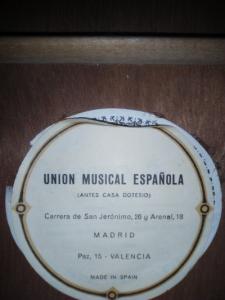 UNION MUSICAL ESPAÑOLA
(ANTES CASA DOTESIO)
Carrera de San Jerónimo, 26 y Arenal, 18
MADRID
Paz, 15 - VALENCIA
MADE IN SPAIN